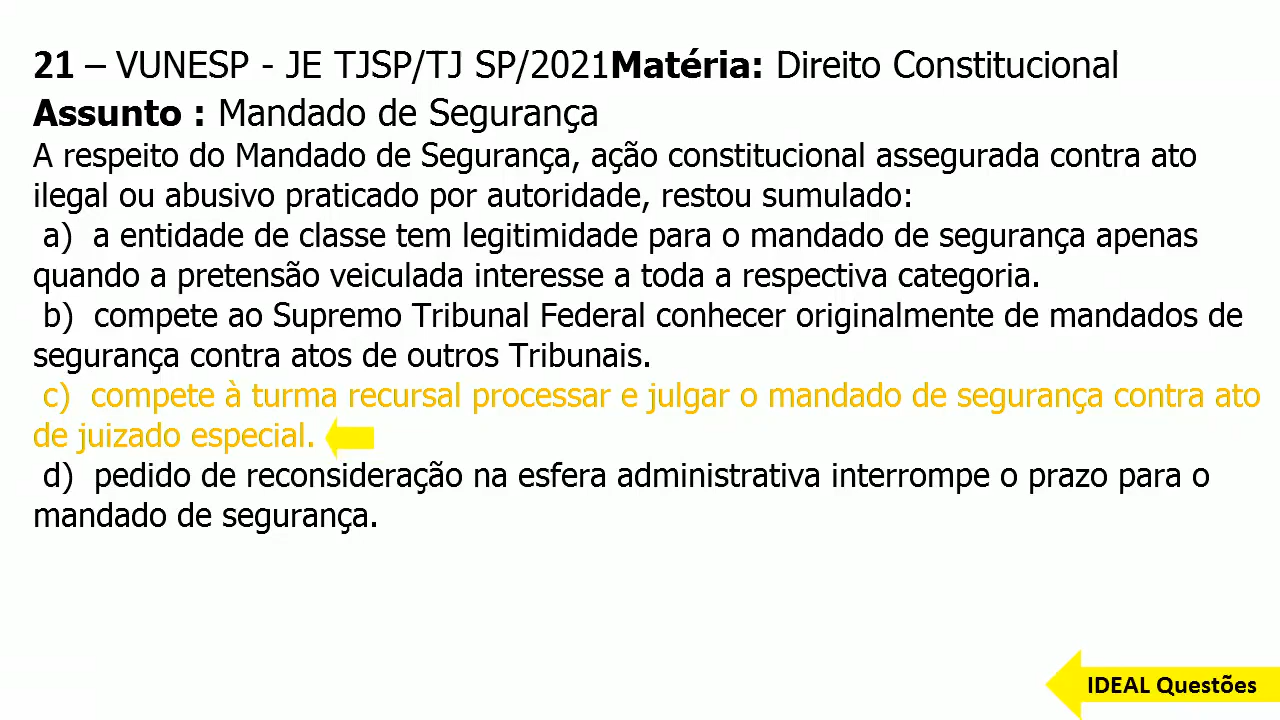 21 – VUNESP - JE TJSP/TJ SP/2021Matéria: Direito Constitucional
Assunto : Mandado de Segurança
A respeito do Mandado de Segurança, ação constitucional assegurada contra ato
ilegal ou abusivo praticado por autoridade, restou sumulado:
a) a entidade de classe tem legitimidade para o mandado de segurança apenas
quando a pretensão veiculada interesse a toda a respectiva categoria.
b) compete ao Supremo Tribunal Federal conhecer originalmente de mandados de
segurança contra atos de outros Tribunais.
c) compete à turma recursal processar e julgar o mandado de segurança contra ato
de juizado especial.
d) pedido de reconsideração na esfera administrativa interrompe o prazo para o
mandado de segurança.
IDEAL Questões